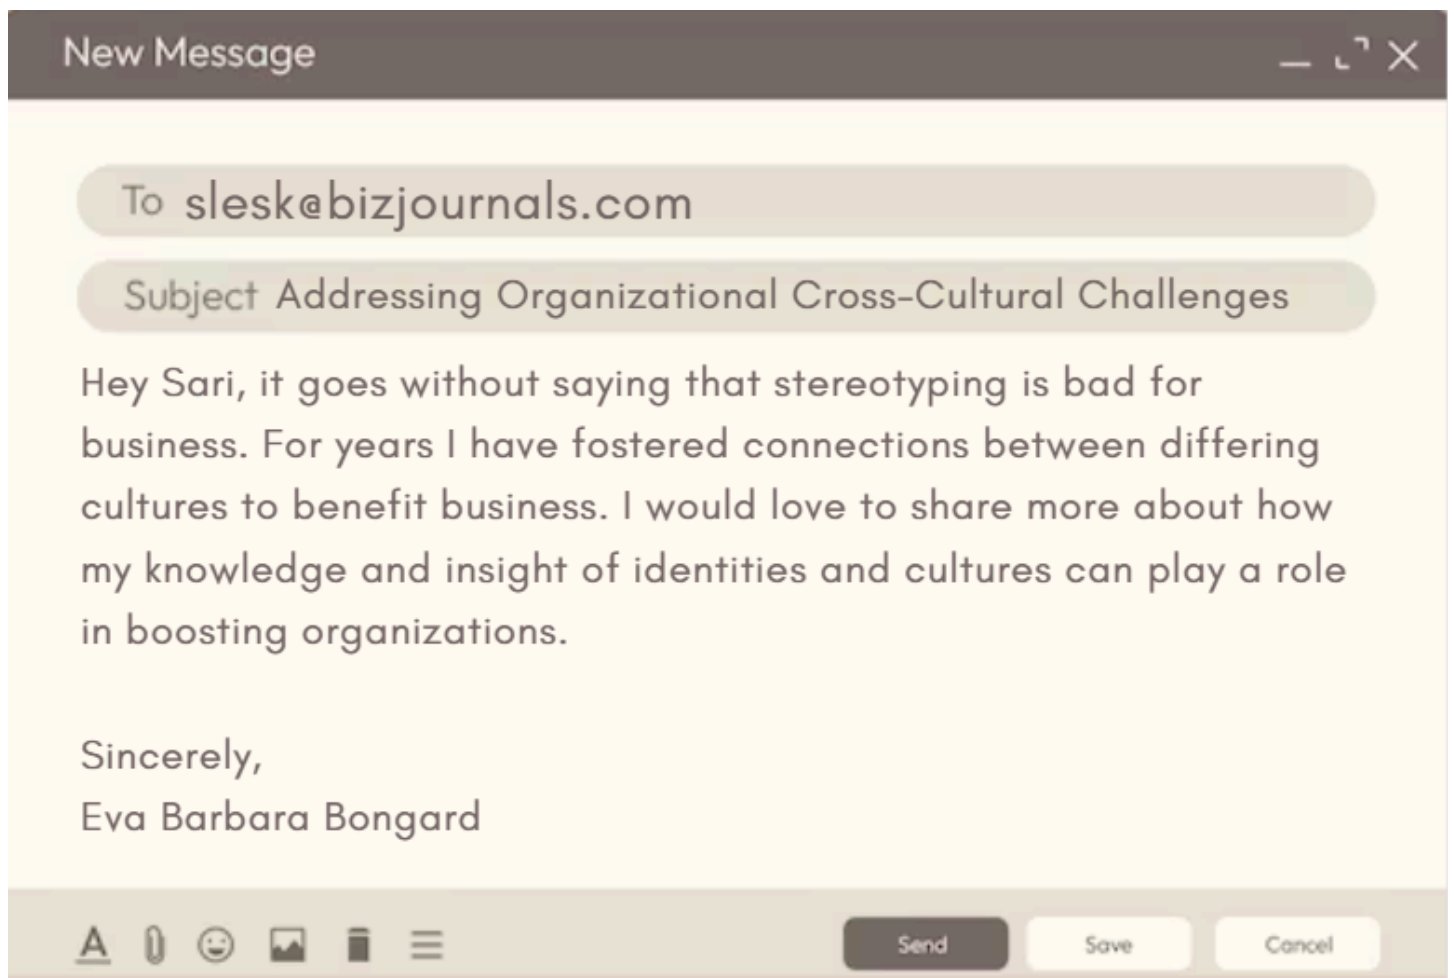 New Message
To slesk@bizjournals.com
Subject Addressing Organizational Cross-Cultural Challenges
Hey Sari, it goes without saying that stereotyping is bad for
business. For years I have fostered connections between differing
cultures to benefit business. I would love to share more about how
my knowledge and insight of identities and cultures can play a role
in boosting organizations.
Sincerely,
Eva Barbara Bongard
A Send Save Cancel